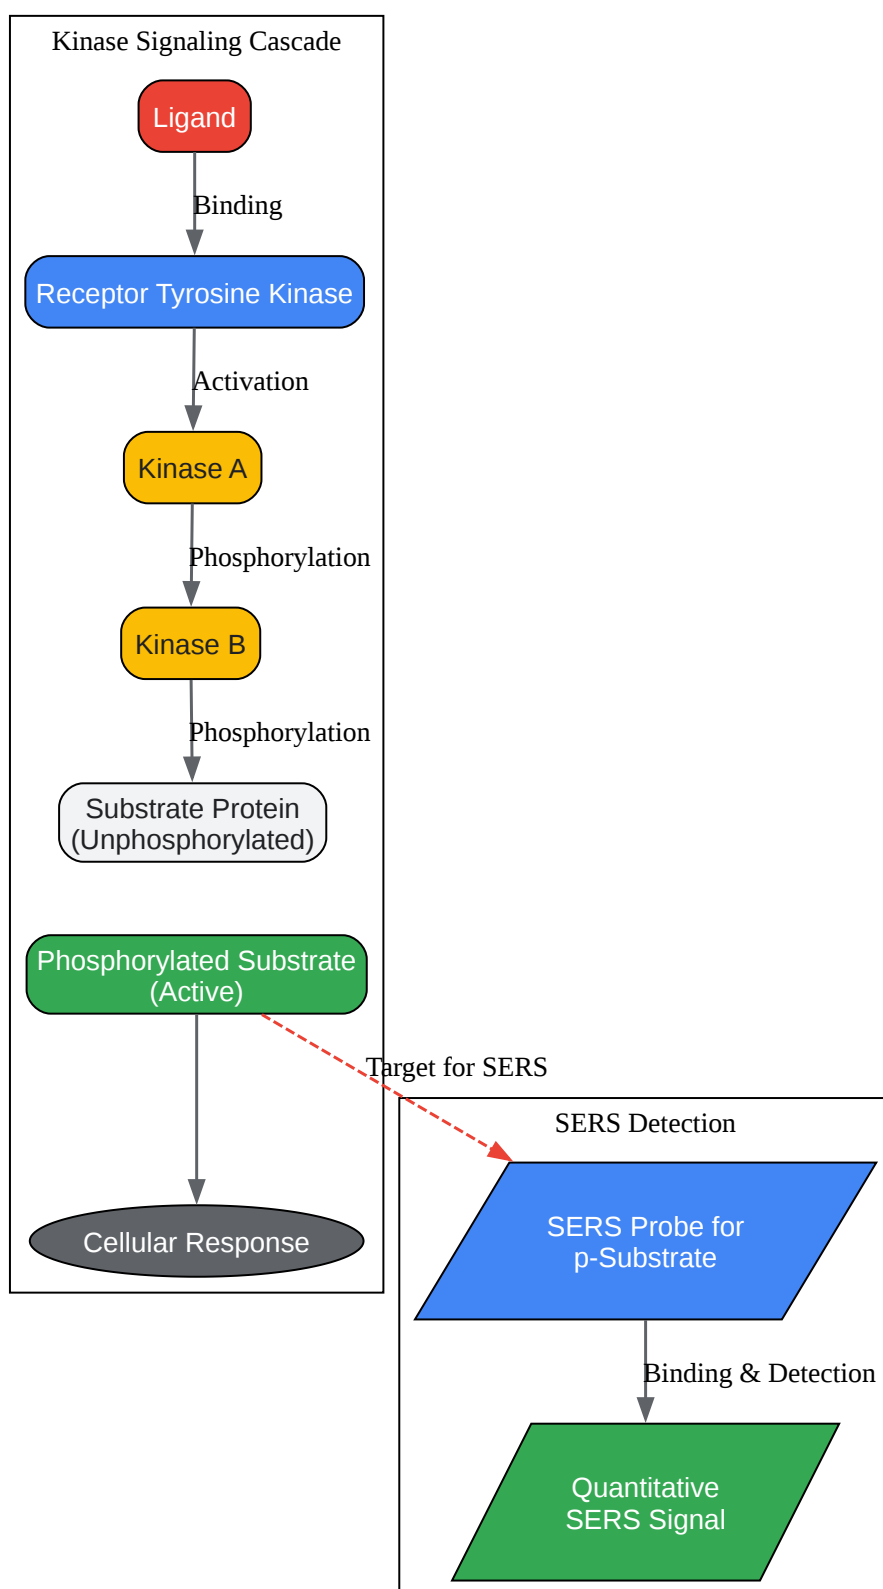 Kinase Signaling Cascade
Ligand
Binding
Receptor Tyrosine Kinase
Activation
Kinase A
Phosphorylation
Kinase B
Phosphorylation
Substrate Protein
(Unphosphorylated)
Phosphorylated Substrate
(Active)
Target for SERS
SERS Detection
SERS Probe for
p-Substrate
Cellular Response
Binding & Detection
Quantitative
SERS Signal